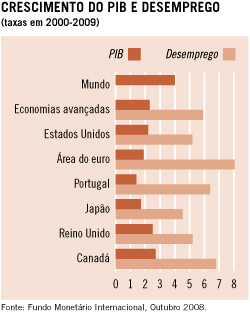 CRESCIMENTO DO PIB E DESEMPREGO
(taxas em 2000-2009)
PIB Desemprego
Mundo
Economias avançadas
Estados Unidos
Área do euro
Portugal
Japão
Reino Unido
Canadá
0 1 2 3 4 5 6 7 8
Fonte: Fundo Monetário Internacional, Outubro 2008.